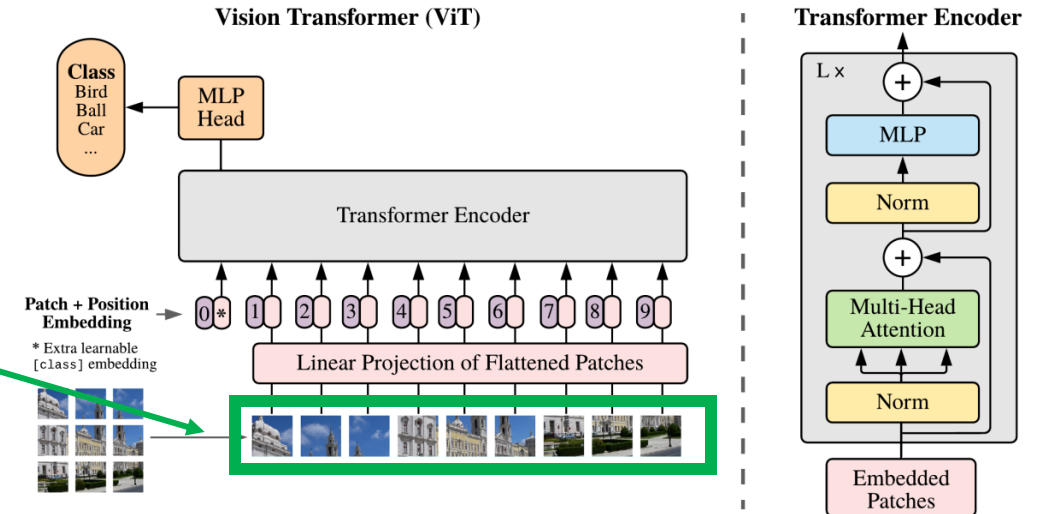 Vision Transformer (ViT)
Class
Bird
Ball
Car
...
MLP
Head
Transformer Encoder
Patch + Position
Embedding
0 * 1 2 3 4 5 6 7 8 9
* Extra learnable
[class] embedding
Linear Projection of Flattened Patches
Transformer Encoder
L x
+
MLP
Norm
+
Multi-Head
Attention
Norm
Embedded
Patches